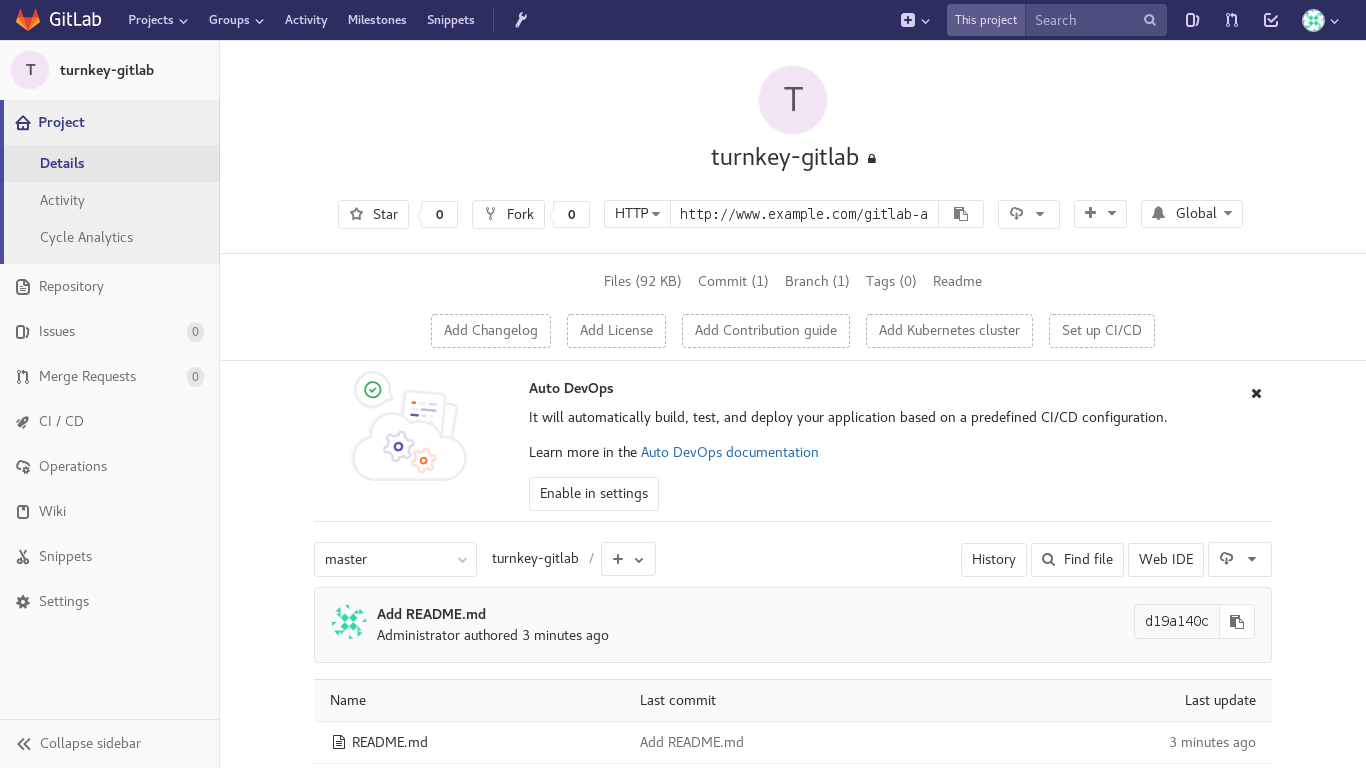 GitLab Projects Groups Activity Milestones Snippets This project Search
T turnkey-gitlab
Project
Details
Activity
Cycle Analytics
Repository
Issues 0
Merge Requests 0
CI / CD
Operations
Wiki
Snippets
Settings
Collapse sidebar
T
turnkey-gitlab
Star 0 Fork 0 HTTP http://www.example.com/gitlab-a Global
Files (92 KB) Commit (1) Branch (1) Tags (0) Readme
Add Changelog Add License Add Contribution guide Add Kubernetes cluster Set up CI/CD
Auto DevOps
It will automatically build, test, and deploy your application based on a predefined CI/CD configuration.
Learn more in the Auto DevOps documentation
Enable in settings
master turnkey-gitlab / History Find file Web IDE
Add README.md
Administrator authored 3 minutes ago
d19a140c
Name Last commit Last update
README.md Add README.md 3 minutes ago